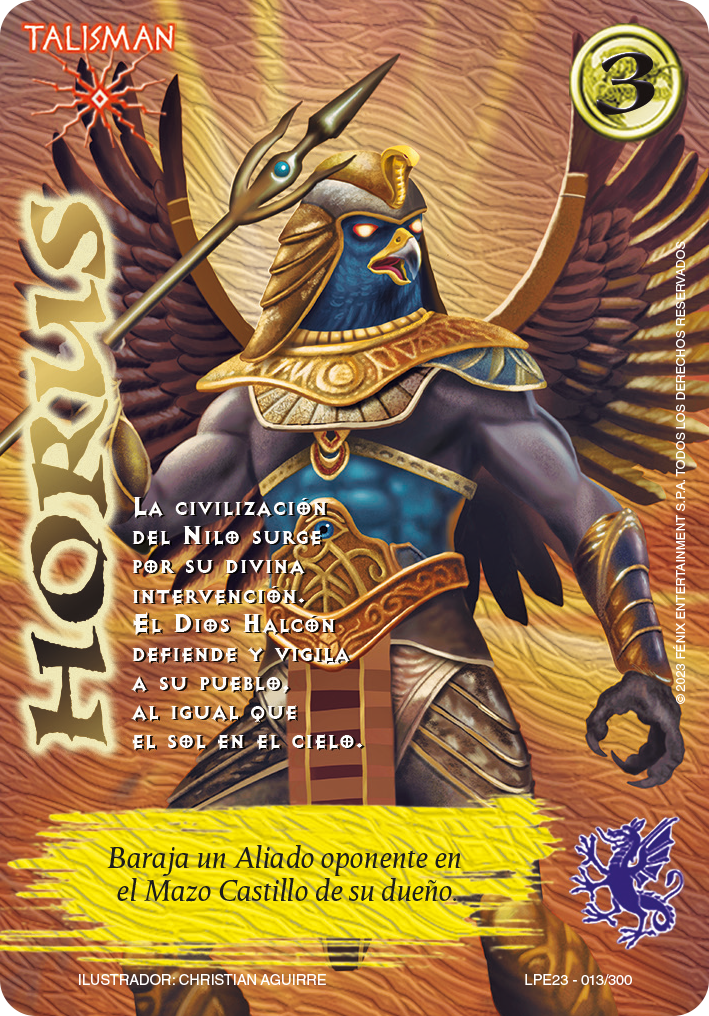 TALISMAN
3
HORUS
La civilización
del Nilo surge
por su divina
intervención.
El Dios Halcón
defiende y vigila
a su pueblo,
al igual que
el sol en el cielo.
© 2023 FÉNIX ENTERTAINMENT S.P.A. TODOS LOS DERECHOS RESERVADOS
Baraja un Aliado oponente en
el Mazo Castillo de su dueño.
ILUSTRADOR: CHRISTIAN AGUIRRE
LPE23 - 013/300